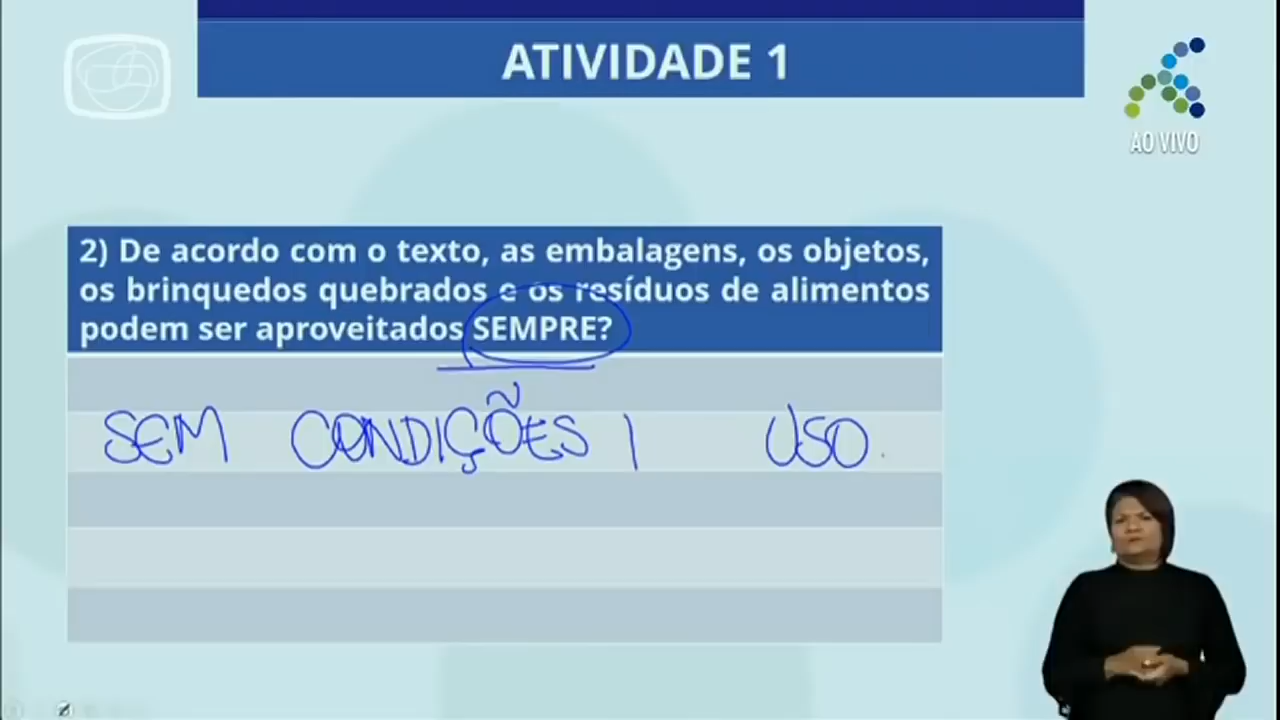 ATIVIDADE 1
AO VIVO
2) De acordo com o texto, as embalagens, os objetos,
os brinquedos quebrados e os resíduos de alimentos
podem ser aproveitados SEMPRE?
SEM CONDIÇÕES | USO.